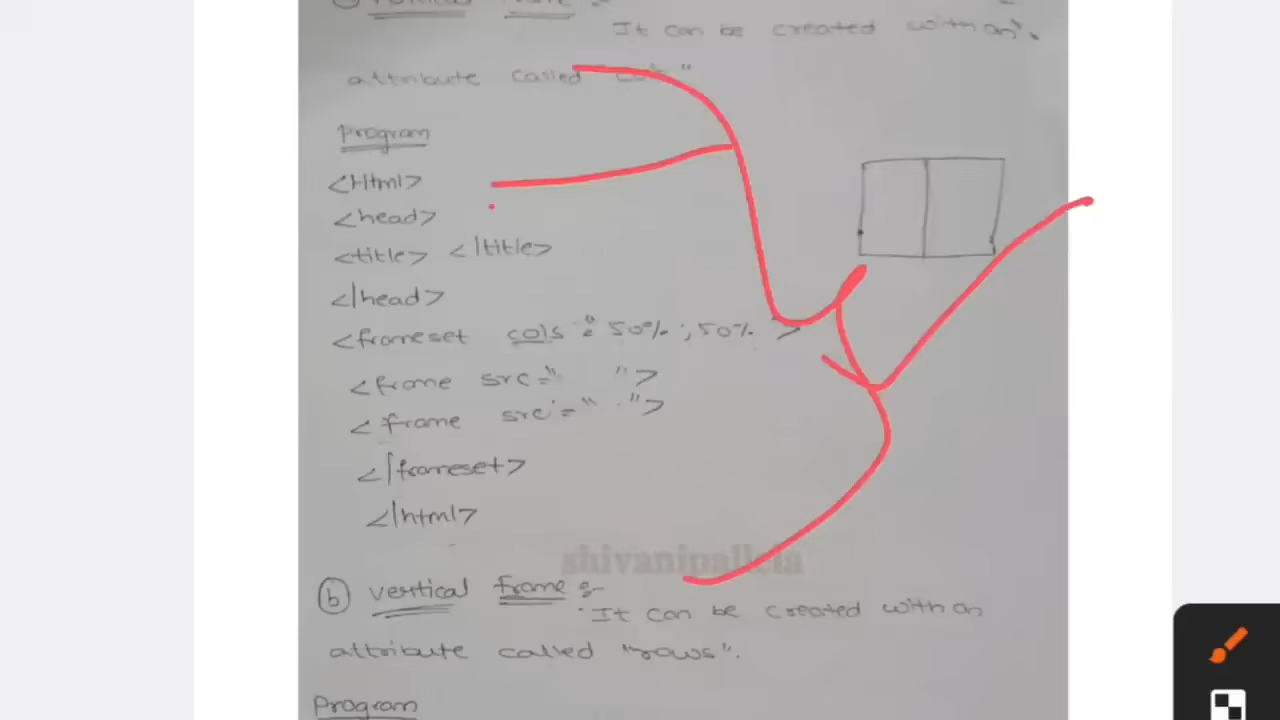 It can be created with an
attribute called
Program
<Html>
<head>
<title> </title>
</head>
<frameset cols = 50% ; 50% >
<frame src=" ">
<frame src=" ">
</frameset>
</html>
shivanipallela
(b) vertical frame :-
It can be created with an
attribute called "rows".
Program